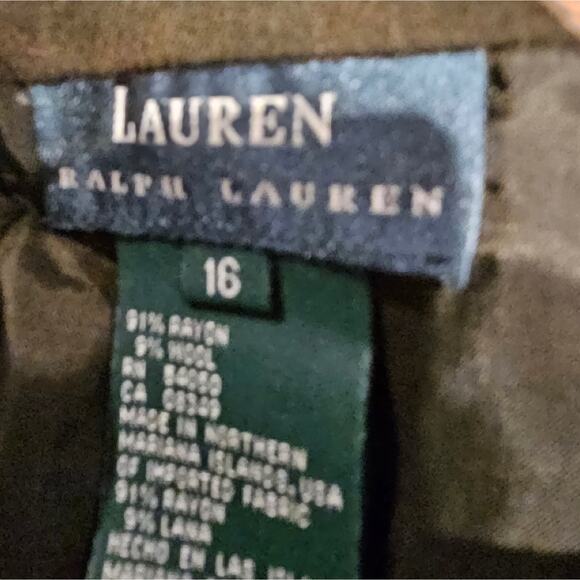 LAUREN
RALPH LAUREN
16
91% RAYON
9% WOOL
RN 54050
CA 08349
MADE IN NORTHERN
MARIANA ISLANDS, USA
OF IMPORTED FABRIC
91% RAYON
9% LANA
HECHO EN LAS ISLAS
MARIANA